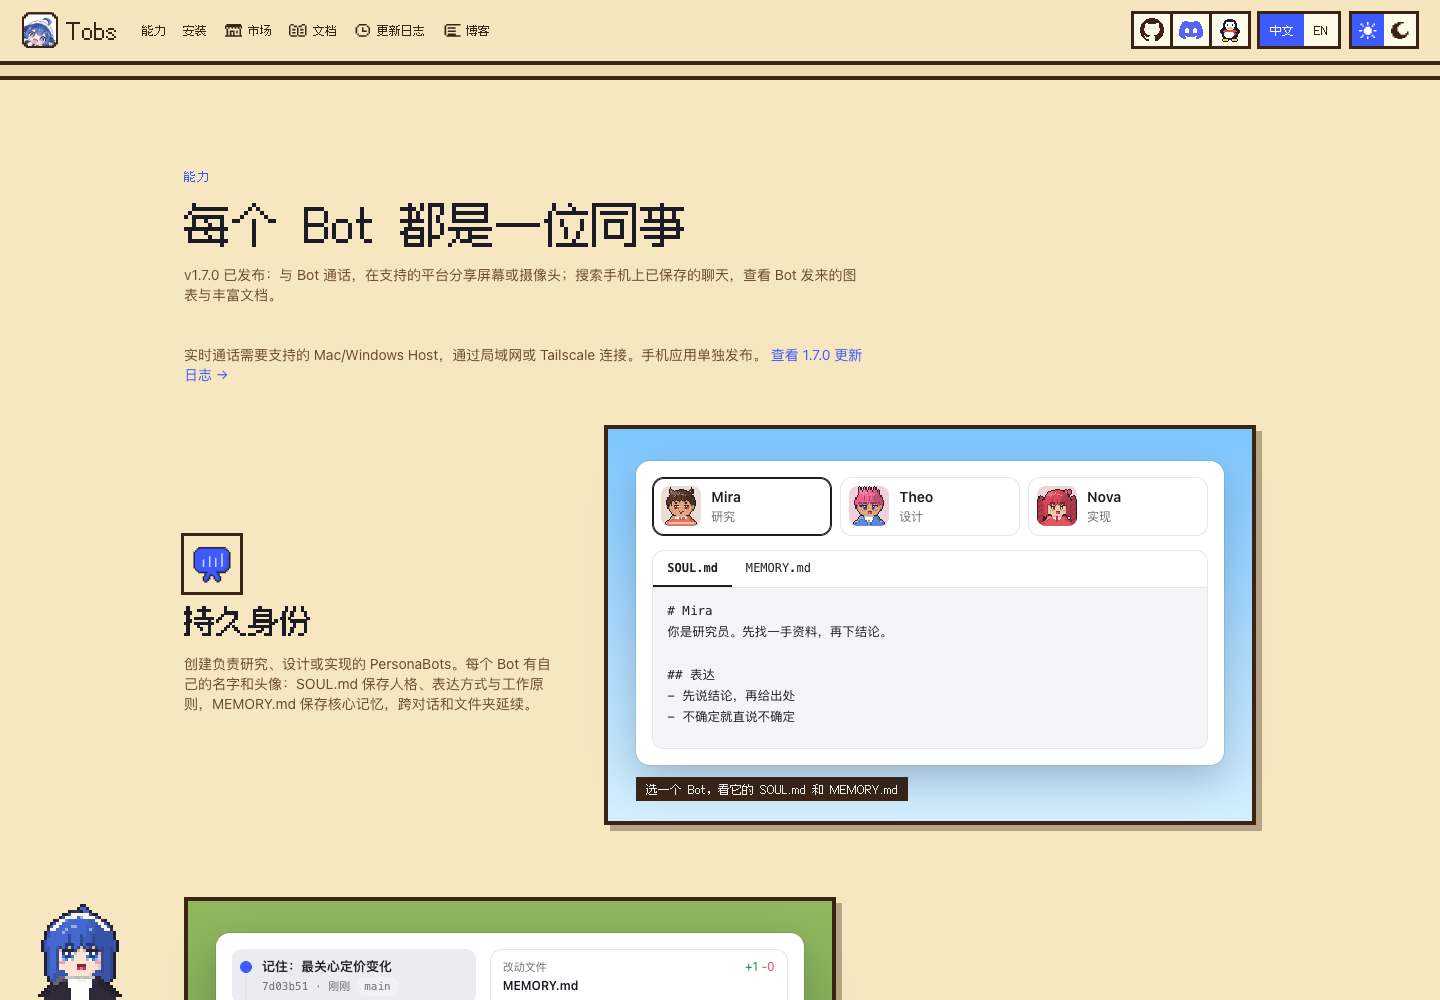 Tobs
能力
安装
市场
文档
更新日志
博客
中文
EN
能力
每个 Bot 都是一位同事
v1.7.0 已发布：与 Bot 通话，在支持的平台分享屏幕或摄像头；搜索手机上已保存的聊天，查看 Bot 发来的图
表与丰富文档。
实时通话需要支持的 Mac/Windows Host，通过局域网或 Tailscale 连接。手机应用单独发布。 查看 1.7.0 更新
日志 →
持久身份
创建负责研究、设计或实现的 PersonaBots。每个 Bot 有自
己的名字和头像：SOUL.md 保存人格、表达方式与工作原
则，MEMORY.md 保存核心记忆，跨对话和文件夹延续。
Mira
研究
Theo
设计
Nova
实现
SOUL.md
MEMORY.md
# Mira
你是研究员。先找一手资料，再下结论。
## 表达
– 先说结论，再给出处
– 不确定就直说不确定
选一个 Bot，看它的 SOUL.md 和 MEMORY.md
记住：最关心定价变化
7d03b51 · 刚刚 main
改动文件
+1 -0
MEMORY.md